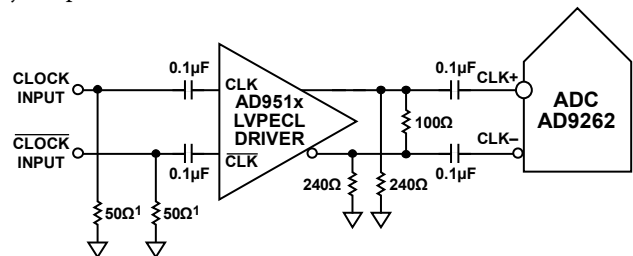 CLOCK
INPUT
CLOCK
INPUT
0.1µF
0.1µF
50Ω¹
50Ω¹
CLK
AD951x
LVPECL
DRIVER
CLK
240Ω
240Ω
100Ω
0.1µF
CLK+
0.1µF
CLK–
ADC
AD9262